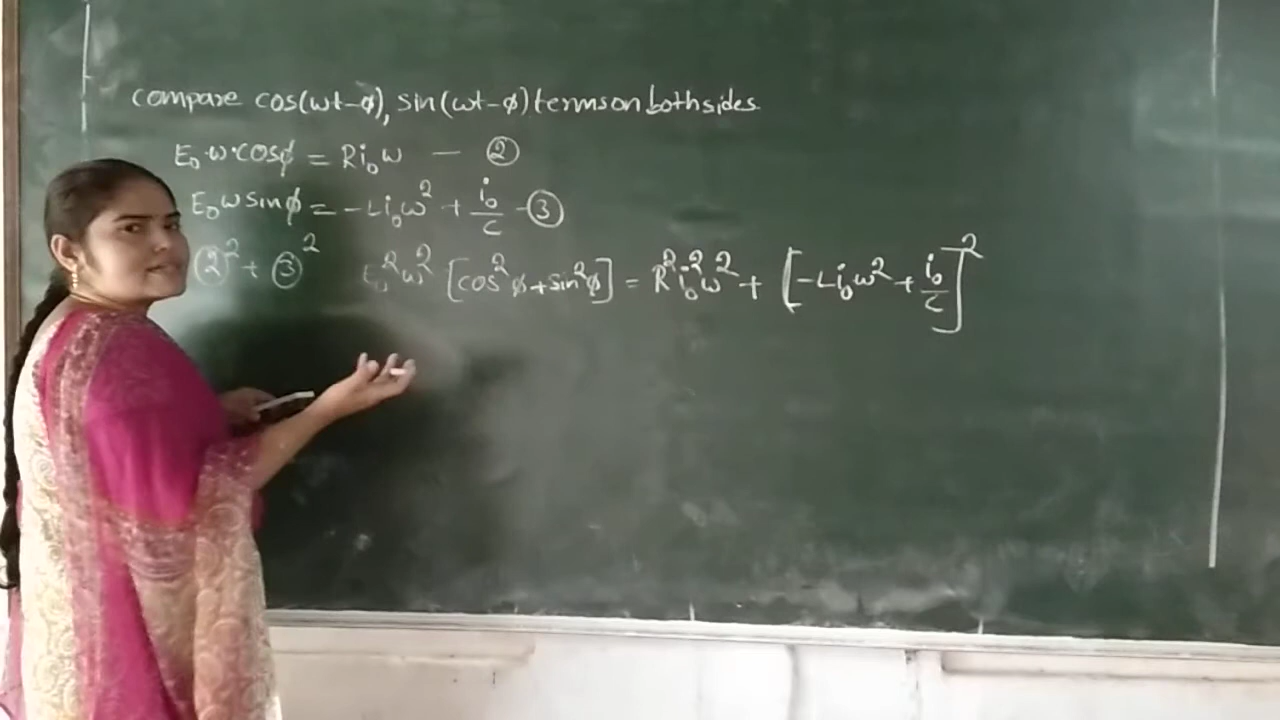 compare cos(ωt-φ), sin(ωt-φ) terms on both sides
E₀·ω·cosφ = Ri₀ω — ②
E₀ω sinφ = -Li₀ω² + i₀/c - ③
②² + ③² E₀²ω² [cos²φ+sin²φ] = R²i₀²ω² + [-Li₀ω² + i₀/c]²